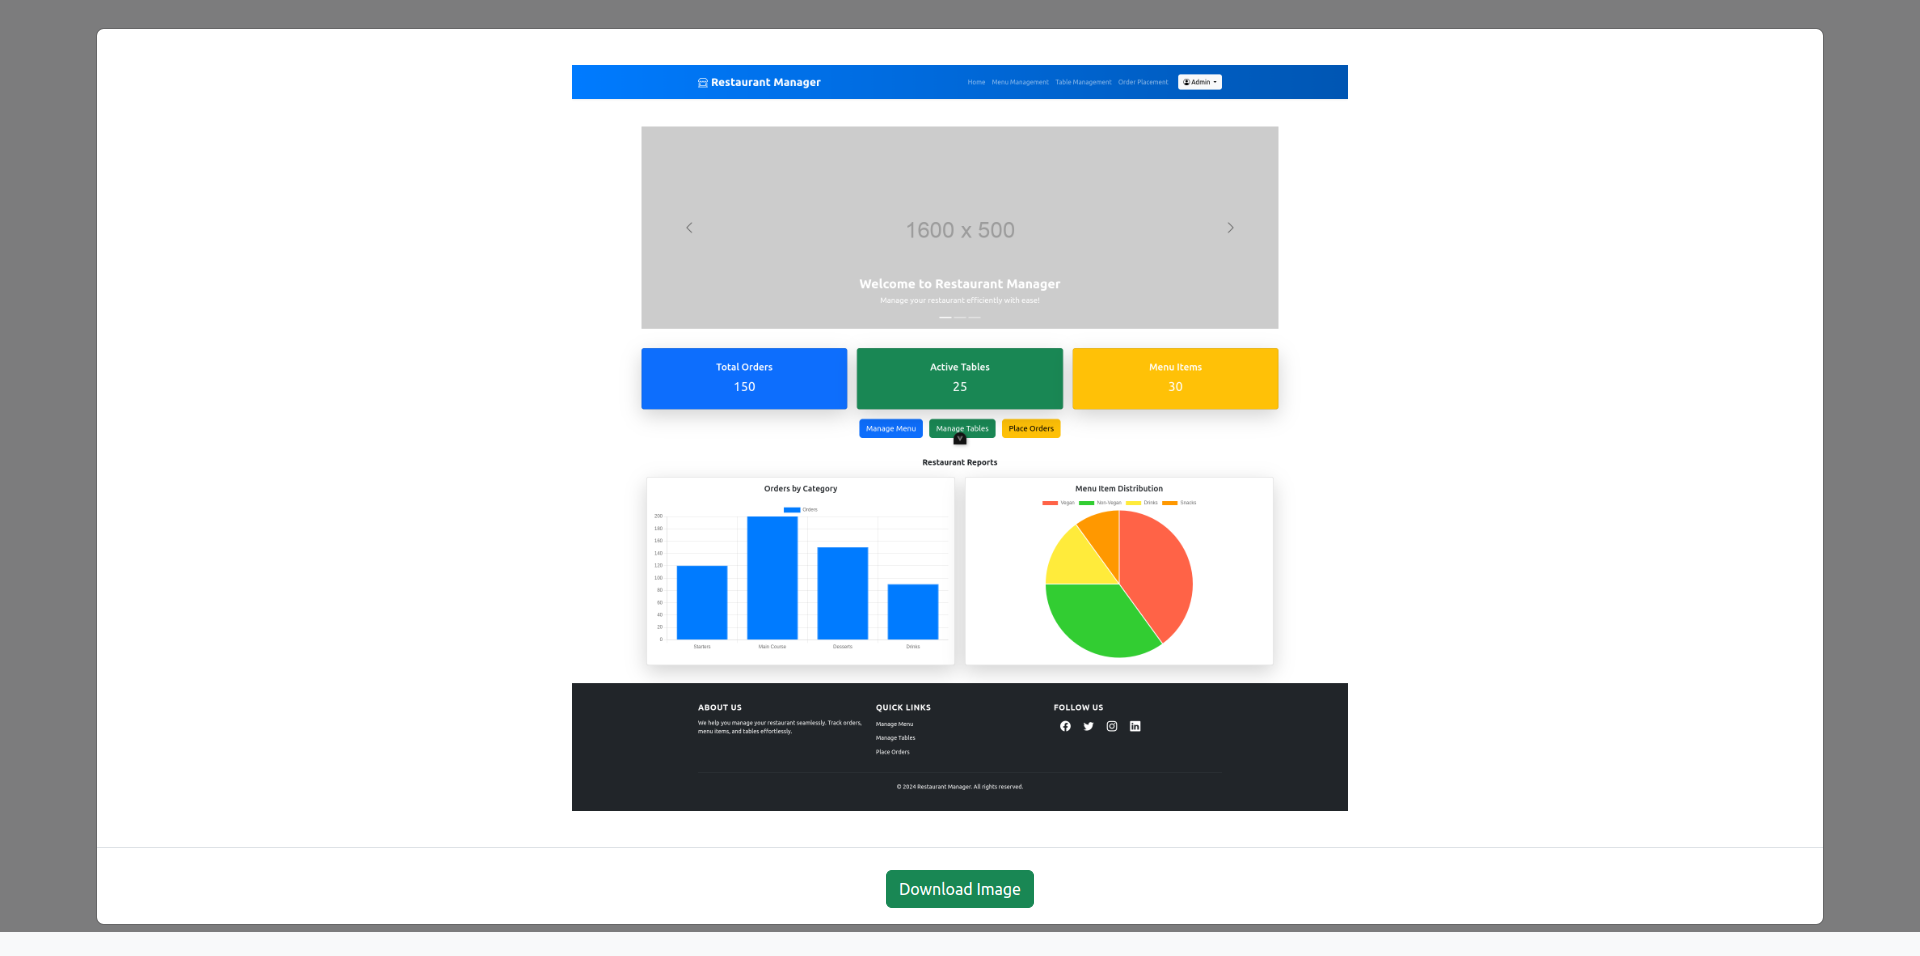 Restaurant Manager
Home Menu Management Table Management Order Placement Admin
1600 x 500
Welcome to Restaurant Manager
Manage your restaurant efficiently with ease!
Total Orders
150
Active Tables
25
Menu Items
30
Manage Menu Manage Tables Place Orders
Restaurant Reports
Orders by Category
Orders
200
180
160
140
120
100
80
60
40
20
0
Starters Main Course Desserts Drinks
Menu Item Distribution
Vegan Non-Vegan Drinks Snacks
ABOUT US
We help you manage your restaurant seamlessly. Track orders,
menu items, and tables effortlessly.
QUICK LINKS
Manage Menu
Manage Tables
Place Orders
FOLLOW US
© 2024 Restaurant Manager. All rights reserved.
Download Image